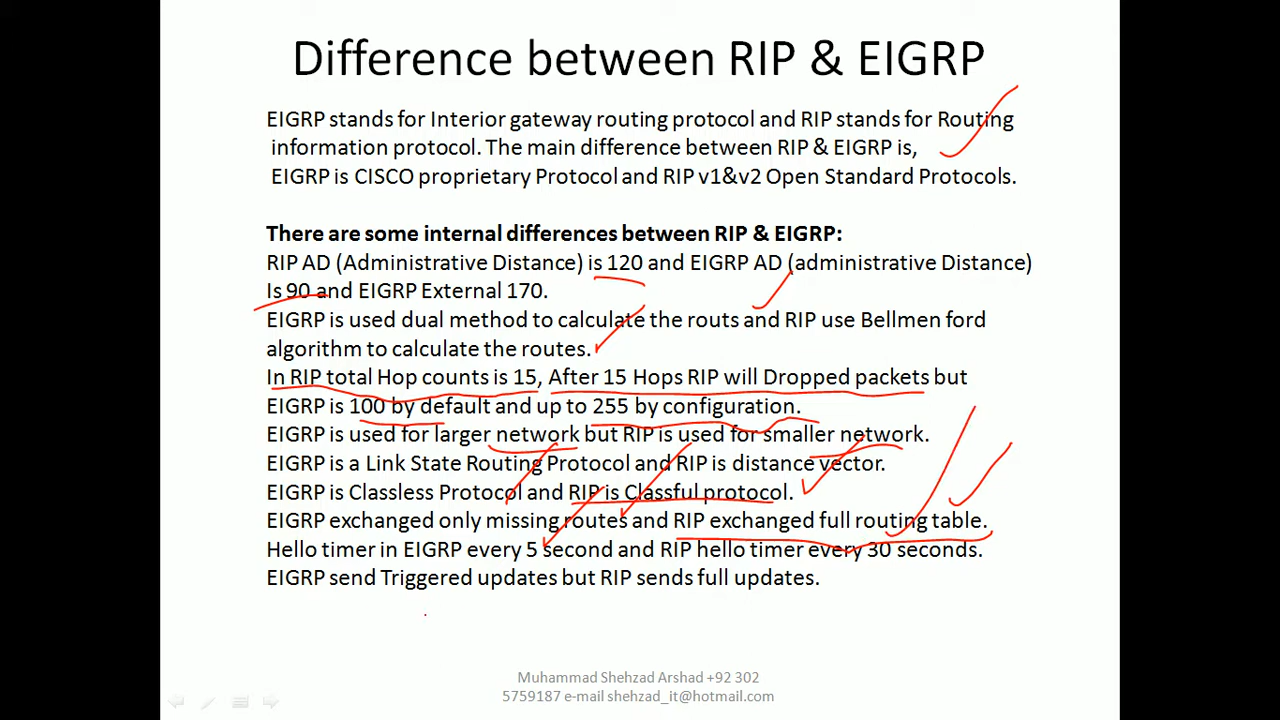 Difference between RIP & EIGRP
EIGRP stands for Interior gateway routing protocol and RIP stands for Routing
information protocol. The main difference between RIP & EIGRP is,
EIGRP is CISCO proprietary Protocol and RIP v1&v2 Open Standard Protocols.
There are some internal differences between RIP & EIGRP:
RIP AD (Administrative Distance) is 120 and EIGRP AD (administrative Distance)
Is 90 and EIGRP External 170.
EIGRP is used dual method to calculate the routs and RIP use Bellmen ford
algorithm to calculate the routes.
In RIP total Hop counts is 15, After 15 Hops RIP will Dropped packets but
EIGRP is 100 by default and up to 255 by configuration.
EIGRP is used for larger network but RIP is used for smaller network.
EIGRP is a Link State Routing Protocol and RIP is distance vector.
EIGRP is Classless Protocol and RIP is Classful protocol.
EIGRP exchanged only missing routes and RIP exchanged full routing table.
Hello timer in EIGRP every 5 second and RIP hello timer every 30 seconds.
EIGRP send Triggered updates but RIP sends full updates.
Muhammad Shehzad Arshad +92 302
5759187 e-mail shehzad_it@hotmail.com